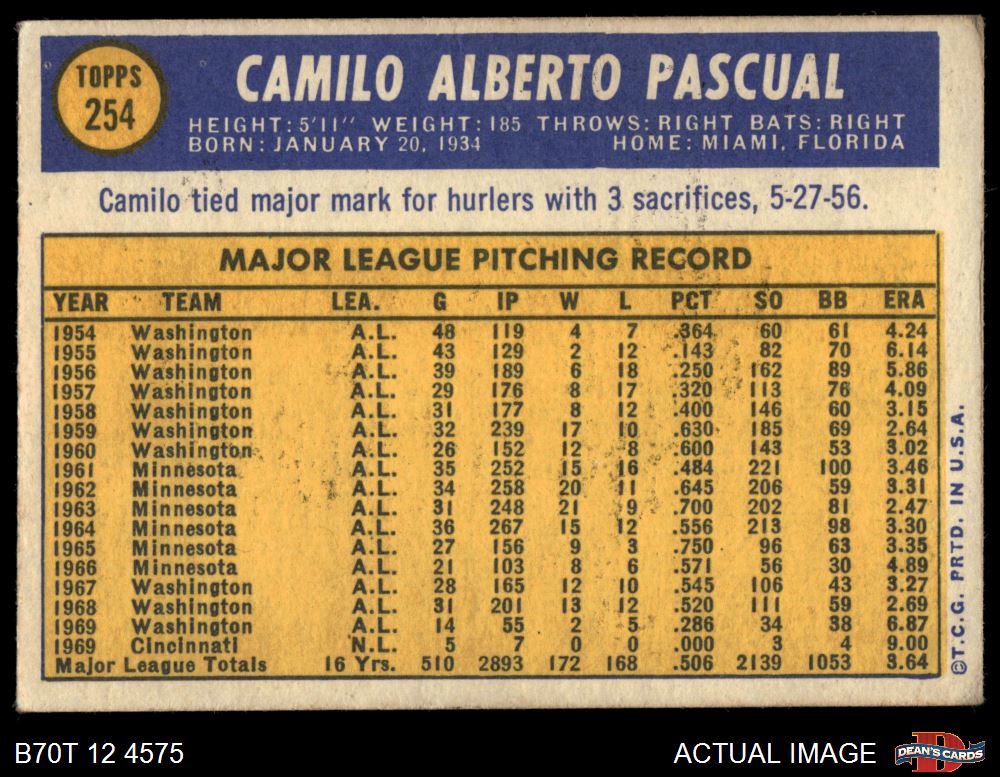 TOPPS
254
CAMILO ALBERTO PASCUAL
HEIGHT: 5'11" WEIGHT: 185 THROWS: RIGHT BATS: RIGHT
BORN: JANUARY 20, 1934 HOME: MIAMI, FLORIDA
Camilo tied major mark for hurlers with 3 sacrifices, 5-27-56.
MAJOR LEAGUE PITCHING RECORD
YEAR TEAM LEA. G IP W L PCT SO BB ERA
1954 Washington A.L. 48 119 4 7 .364 60 61 4.24
1955 Washington A.L. 43 129 2 12 .143 82 70 6.14
1956 Washington A.L. 39 189 6 18 .250 162 89 5.86
1957 Washington A.L. 29 176 8 17 .320 113 76 4.09
1958 Washington A.L. 31 177 8 12 .400 146 60 3.15
1959 Washington A.L. 32 239 17 10 .630 185 69 2.64
1960 Washington A.L. 26 152 12 8 .600 143 53 3.02
1961 Minnesota A.L. 35 252 15 16 .484 221 100 3.46
1962 Minnesota A.L. 34 258 20 11 .645 206 59 3.31
1963 Minnesota A.L. 31 248 21 9 .700 202 81 2.47
1964 Minnesota A.L. 36 267 15 12 .556 213 98 3.30
1965 Minnesota A.L. 27 156 9 3 .750 96 63 3.35
1966 Minnesota A.L. 21 103 8 6 .571 56 30 4.89
1967 Washington A.L. 28 165 12 10 .545 106 43 3.27
1968 Washington A.L. 31 201 13 12 .520 111 59 2.69
1969 Washington A.L. 14 55 2 5 .286 34 38 6.87
1969 Cincinnati N.L. 5 7 0 0 .000 3 4 9.00
Major League Totals 16 Yrs. 510 2893 172 168 .506 2139 1053 3.64
©T.C.G. PRTD. IN U.S.A.
B70T 12 4575
ACTUAL IMAGE
D
DEAN'S CARDS